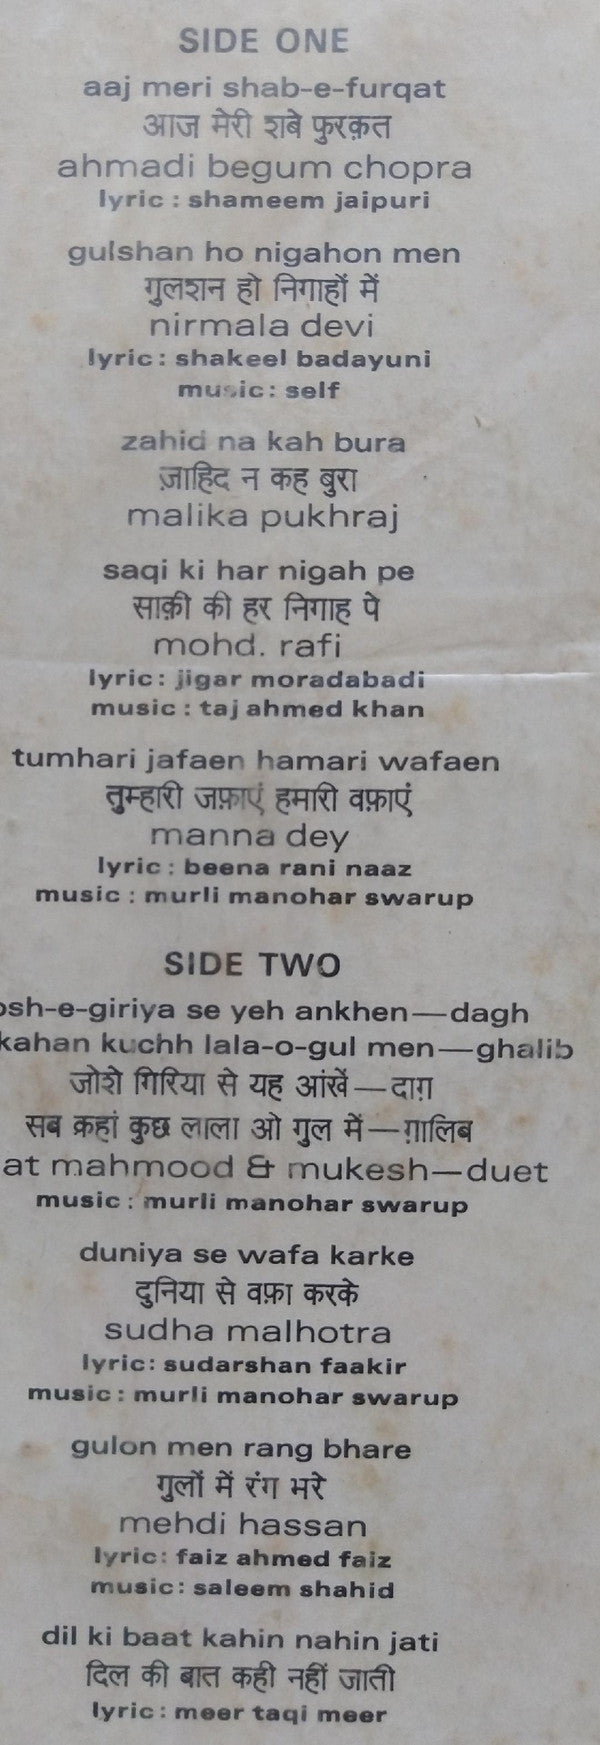 SIDE ONE
aaj meri shab-e-furqat
आज मेरी शबे फुरक़त
ahmadi begum chopra
lyric : shameem jaipuri
gulshan ho nigahon men
गुलशन हो निगाहों में
nirmala devi
lyric : shakeel badayuni
music : self
zahid na kah bura
ज़ाहिद न कह बुरा
malika pukhraj
saqi ki har nigah pe
साक़ी की हर निगाह पे
mohd. rafi
lyric : jigar moradabadi
music : taj ahmed khan
tumhari jafaen hamari wafaen
तुम्हारी जफ़ाएं हमारी वफ़ाएं
manna dey
lyric : beena rani naaz
music : murli manohar swarup
SIDE TWO
osh-e-giriya se yeh ankhen—dagh
kahan kuchh lala-o-gul men—ghalib
जोशे गिरिया से यह आंखें—दाग़
सब क़हां कुछ लाला ओ गुल में—ग़ालिब
at mahmood & mukesh—duet
music : murli manohar swarup
duniya se wafa karke
दुनिया से वफ़ा करके
sudha malhotra
lyric : sudarshan faakir
music : murli manohar swarup
gulon men rang bhare
गुलों में रंग भरे
mehdi hassan
lyric : faiz ahmed faiz
music : saleem shahid
dil ki baat kahin nahin jati
दिल की बात कही नहीं जाती
lyric : meer taqi meer